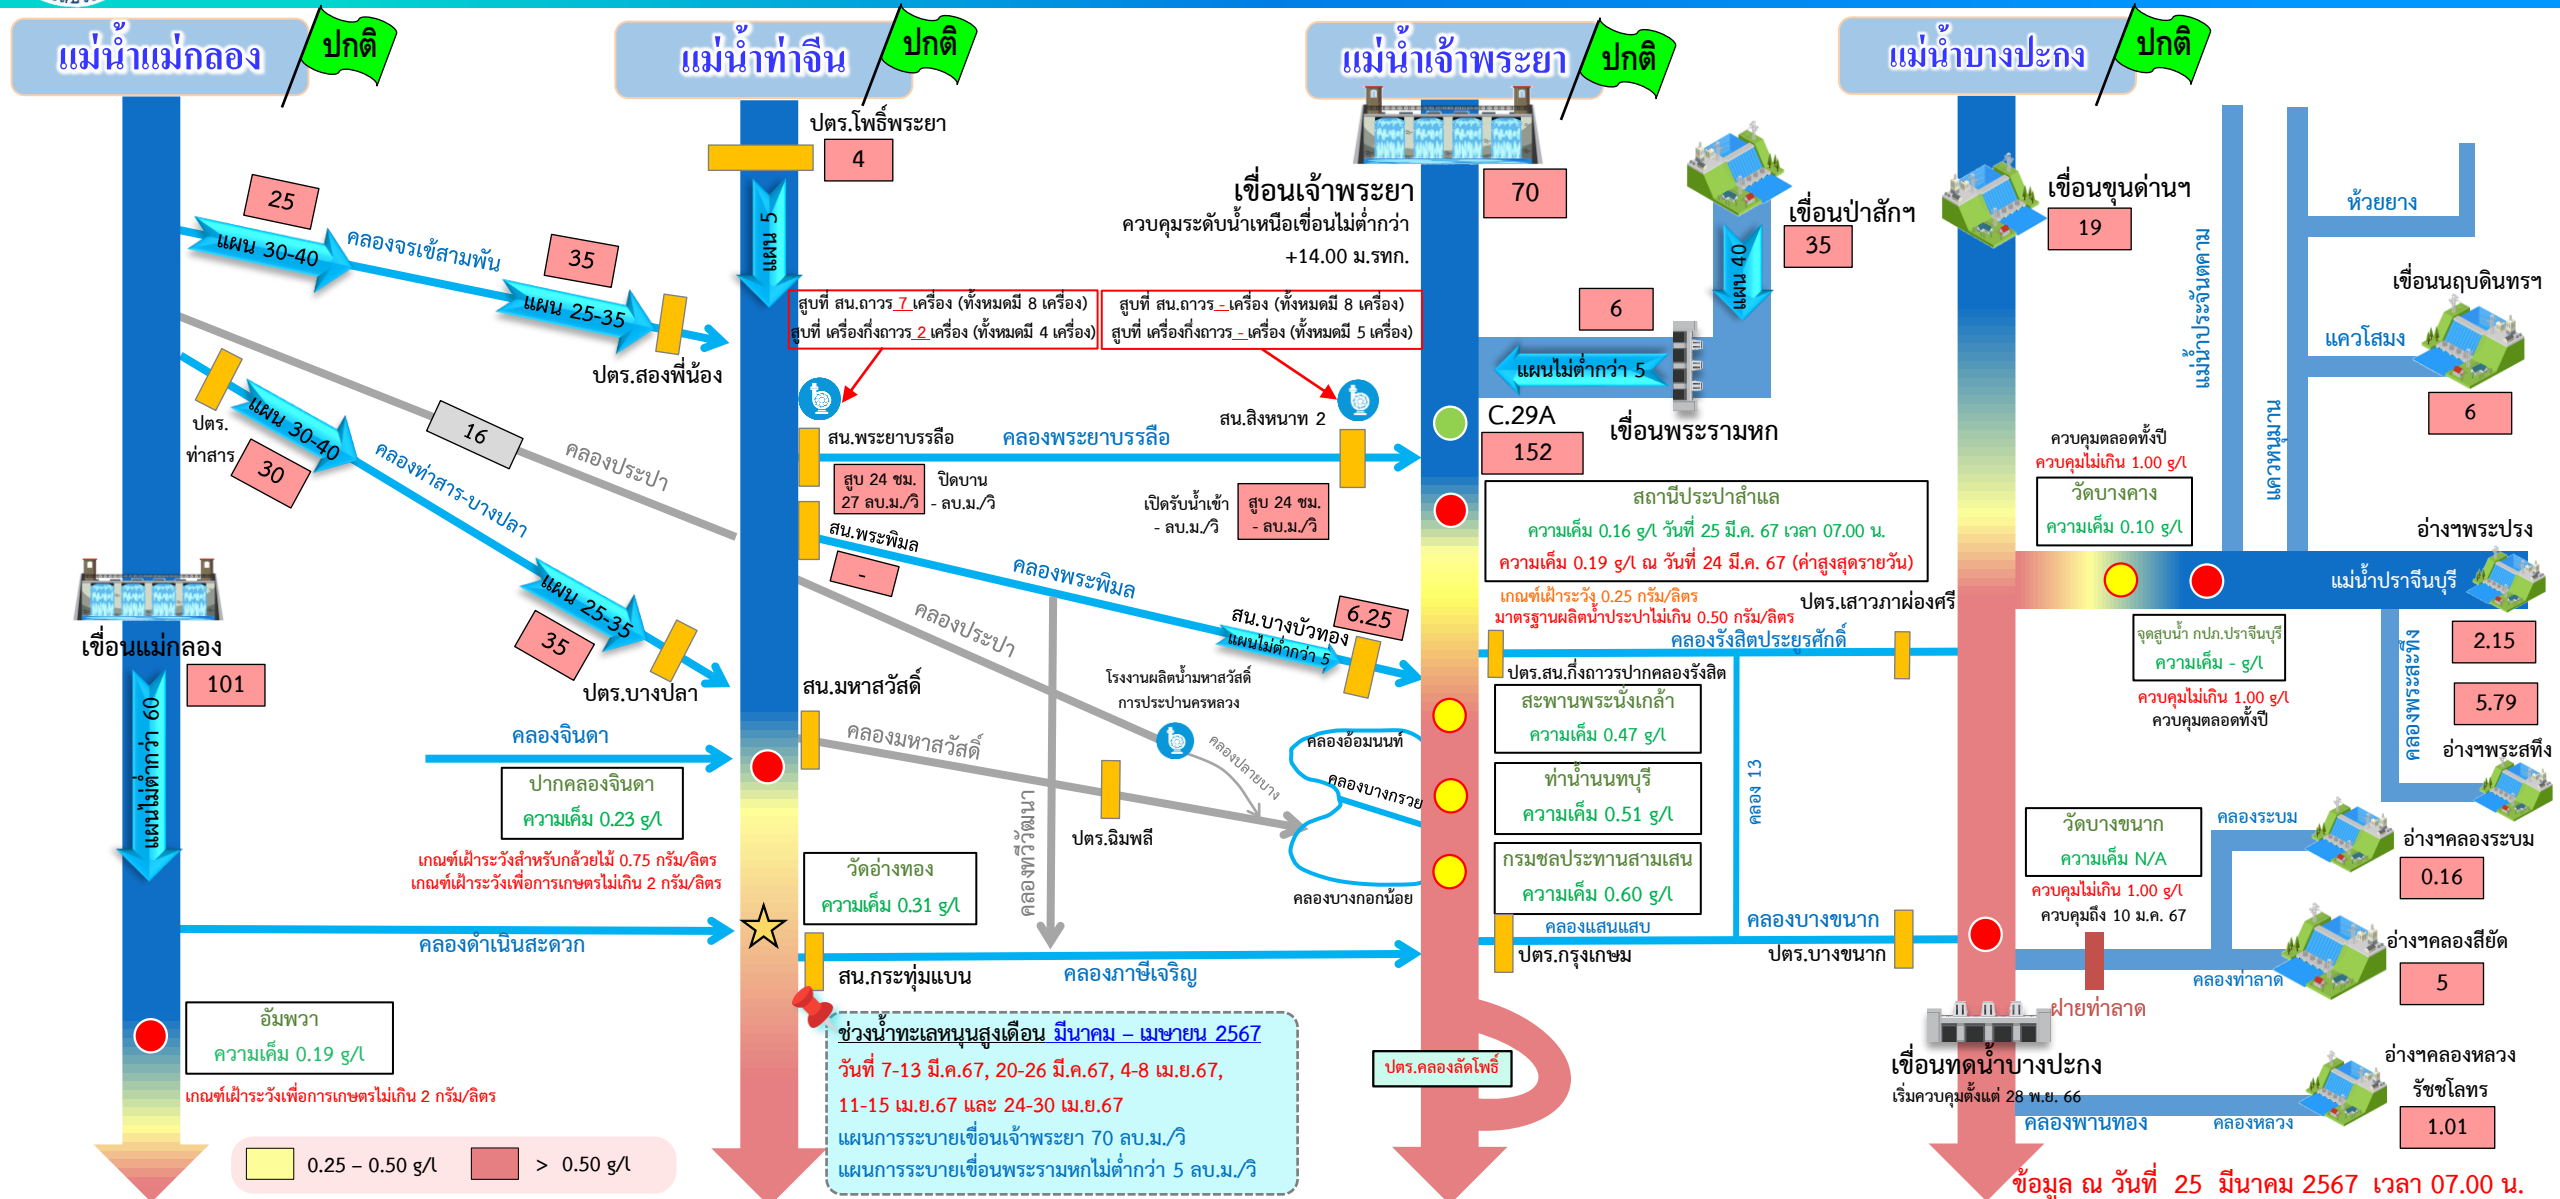 แม่น้ำแม่กลอง
ปกติ
แม่น้ำท่าจีน
ปกติ
แม่น้ำเจ้าพระยา
ปกติ
แม่น้ำบางปะกง
ปกติ
25
แผน 30-40
คลองจรเข้สามพัน
35
แผน 25-35
ปตร.สองพี่น้อง
ปตร.
ท่าสาร
แผน 30-40
30
16
คลองประปา
คลองท่าสาร-บางปลา
แผน 25-35
35
ปตร.บางปลา
เขื่อนแม่กลอง
101
แผนไม่ต่ำกว่า 60
คลองจินดา
ปากคลองจินดา
ความเค็ม 0.23 g/l
เกณฑ์เฝ้าระวังสำหรับกล้วยไม้ 0.75 กรัม/ลิตร
เกณฑ์เฝ้าระวังเพื่อการเกษตรไม่เกิน 2 กรัม/ลิตร
คลองดำเนินสะดวก
อัมพวา
ความเค็ม 0.19 g/l
เกณฑ์เฝ้าระวังเพื่อการเกษตรไม่เกิน 2 กรัม/ลิตร
0.25 – 0.50 g/l
> 0.50 g/l
ปตร.โพธิ์พระยา
4
แผน 5
สูบที่ สน.ถาวร 7 เครื่อง (ทั้งหมดมี 8 เครื่อง)
สูบที่ เครื่องกึ่งถาวร 2 เครื่อง (ทั้งหมดมี 4 เครื่อง)
สูบที่ สน.ถาวร - เครื่อง (ทั้งหมดมี 8 เครื่อง)
สูบที่ เครื่องกึ่งถาวร - เครื่อง (ทั้งหมดมี 5 เครื่อง)
สน.พระยาบรรลือ
คลองพระยาบรรลือ
สน.สิงหนาท 2
สูบ 24 ชม.
27 ลบ.ม./วิ
ปิดบาน
- ลบ.ม./วิ
เปิดรับน้ำเข้า
- ลบ.ม./วิ
สูบ 24 ชม.
- ลบ.ม./วิ
สน.พระพิมล
-
คลองพระพิมล
สน.บางบัวทอง
6.25
แผนไม่ต่ำกว่า 5
คลองประปา
สน.มหาสวัสดิ์
คลองมหาสวัสดิ์
โรงงานผลิตน้ำมหาสวัสดิ์
การประปานครหลวง
คลองปลายบาง
คลองทวีวัฒนา
ปตร.ฉิมพลี
คลองอ้อมนนท์
คลองบางกรวย
คลองบางกอกน้อย
วัดอ่างทอง
ความเค็ม 0.31 g/l
สน.กระทุ่มแบน
คลองภาษีเจริญ
ช่วงน้ำทะเลหนุนสูงเดือน มีนาคม – เมษายน 2567
วันที่ 7-13 มี.ค.67, 20-26 มี.ค.67, 4-8 เม.ย.67,
11-15 เม.ย.67 และ 24-30 เม.ย.67
แผนการระบายเขื่อนเจ้าพระยา 70 ลบ.ม./วิ
แผนการระบายเขื่อนพระรามหกไม่ต่ำกว่า 5 ลบ.ม./วิ
เขื่อนเจ้าพระยา
ควบคุมระดับน้ำเหนือเขื่อนไม่ต่ำกว่า
+14.00 ม.รทก.
70
เขื่อนป่าสักฯ
35
แผน 40
6
แผนไม่ต่ำกว่า 5
เขื่อนพระรามหก
C.29A
152
สถานีประปาสำแล
ความเค็ม 0.16 g/l วันที่ 25 มี.ค. 67 เวลา 07.00 น.
ความเค็ม 0.19 g/l ณ วันที่ 24 มี.ค. 67 (ค่าสูงสุดรายวัน)
เกณฑ์เฝ้าระวัง 0.25 กรัม/ลิตร
มาตรฐานผลิตน้ำประปาไม่เกิน 0.50 กรัม/ลิตร
ปตร.เสาวภาผ่องศรี
คลองรังสิตประยูรศักดิ์
ปตร.สน.กึ่งถาวรปากคลองรังสิต
สะพานพระนั่งเกล้า
ความเค็ม 0.47 g/l
ท่าน้ำนนทบุรี
ความเค็ม 0.51 g/l
กรมชลประทานสามเสน
ความเค็ม 0.60 g/l
คลอง 13
คลองแสนแสบ
ปตร.กรุงเกษม
คลองบางขนาก
ปตร.บางขนาก
ปตร.คลองลัดโพธิ์
เขื่อนขุนด่านฯ
19
แม่น้ำประจันตคาม
แควหนุมาน
ห้วยยาง
เขื่อนนฤบดินทรฯ
แควโสมง
6
ควบคุมตลอดทั้งปี
ควบคุมไม่เกิน 1.00 g/l
วัดบางคาง
ความเค็ม 0.10 g/l
อ่างฯพระปรง
แม่น้ำปราจีนบุรี
2.15
จุดสูบน้ำ กปภ.ปราจีนบุรี
ความเค็ม - g/l
ควบคุมไม่เกิน 1.00 g/l
ควบคุมตลอดทั้งปี
คลองพระสะทึง
5.79
อ่างฯพระสทึง
วัดบางขนาก
ความเค็ม N/A
ควบคุมไม่เกิน 1.00 g/l
ควบคุมถึง 10 ม.ค. 67
คลองระบม
อ่างฯคลองระบม
0.16
อ่างฯคลองสียัด
5
คลองท่าลาด
ฝายท่าลาด
เขื่อนทดน้ำบางปะกง
เริ่มควบคุมตั้งแต่ 28 พ.ย. 66
คลองพานทอง
คลองหลวง
อ่างฯคลองหลวง
รัชชโลทร
1.01
ข้อมูล ณ วันที่ 25 มีนาคม 2567 เวลา 07.00 น.